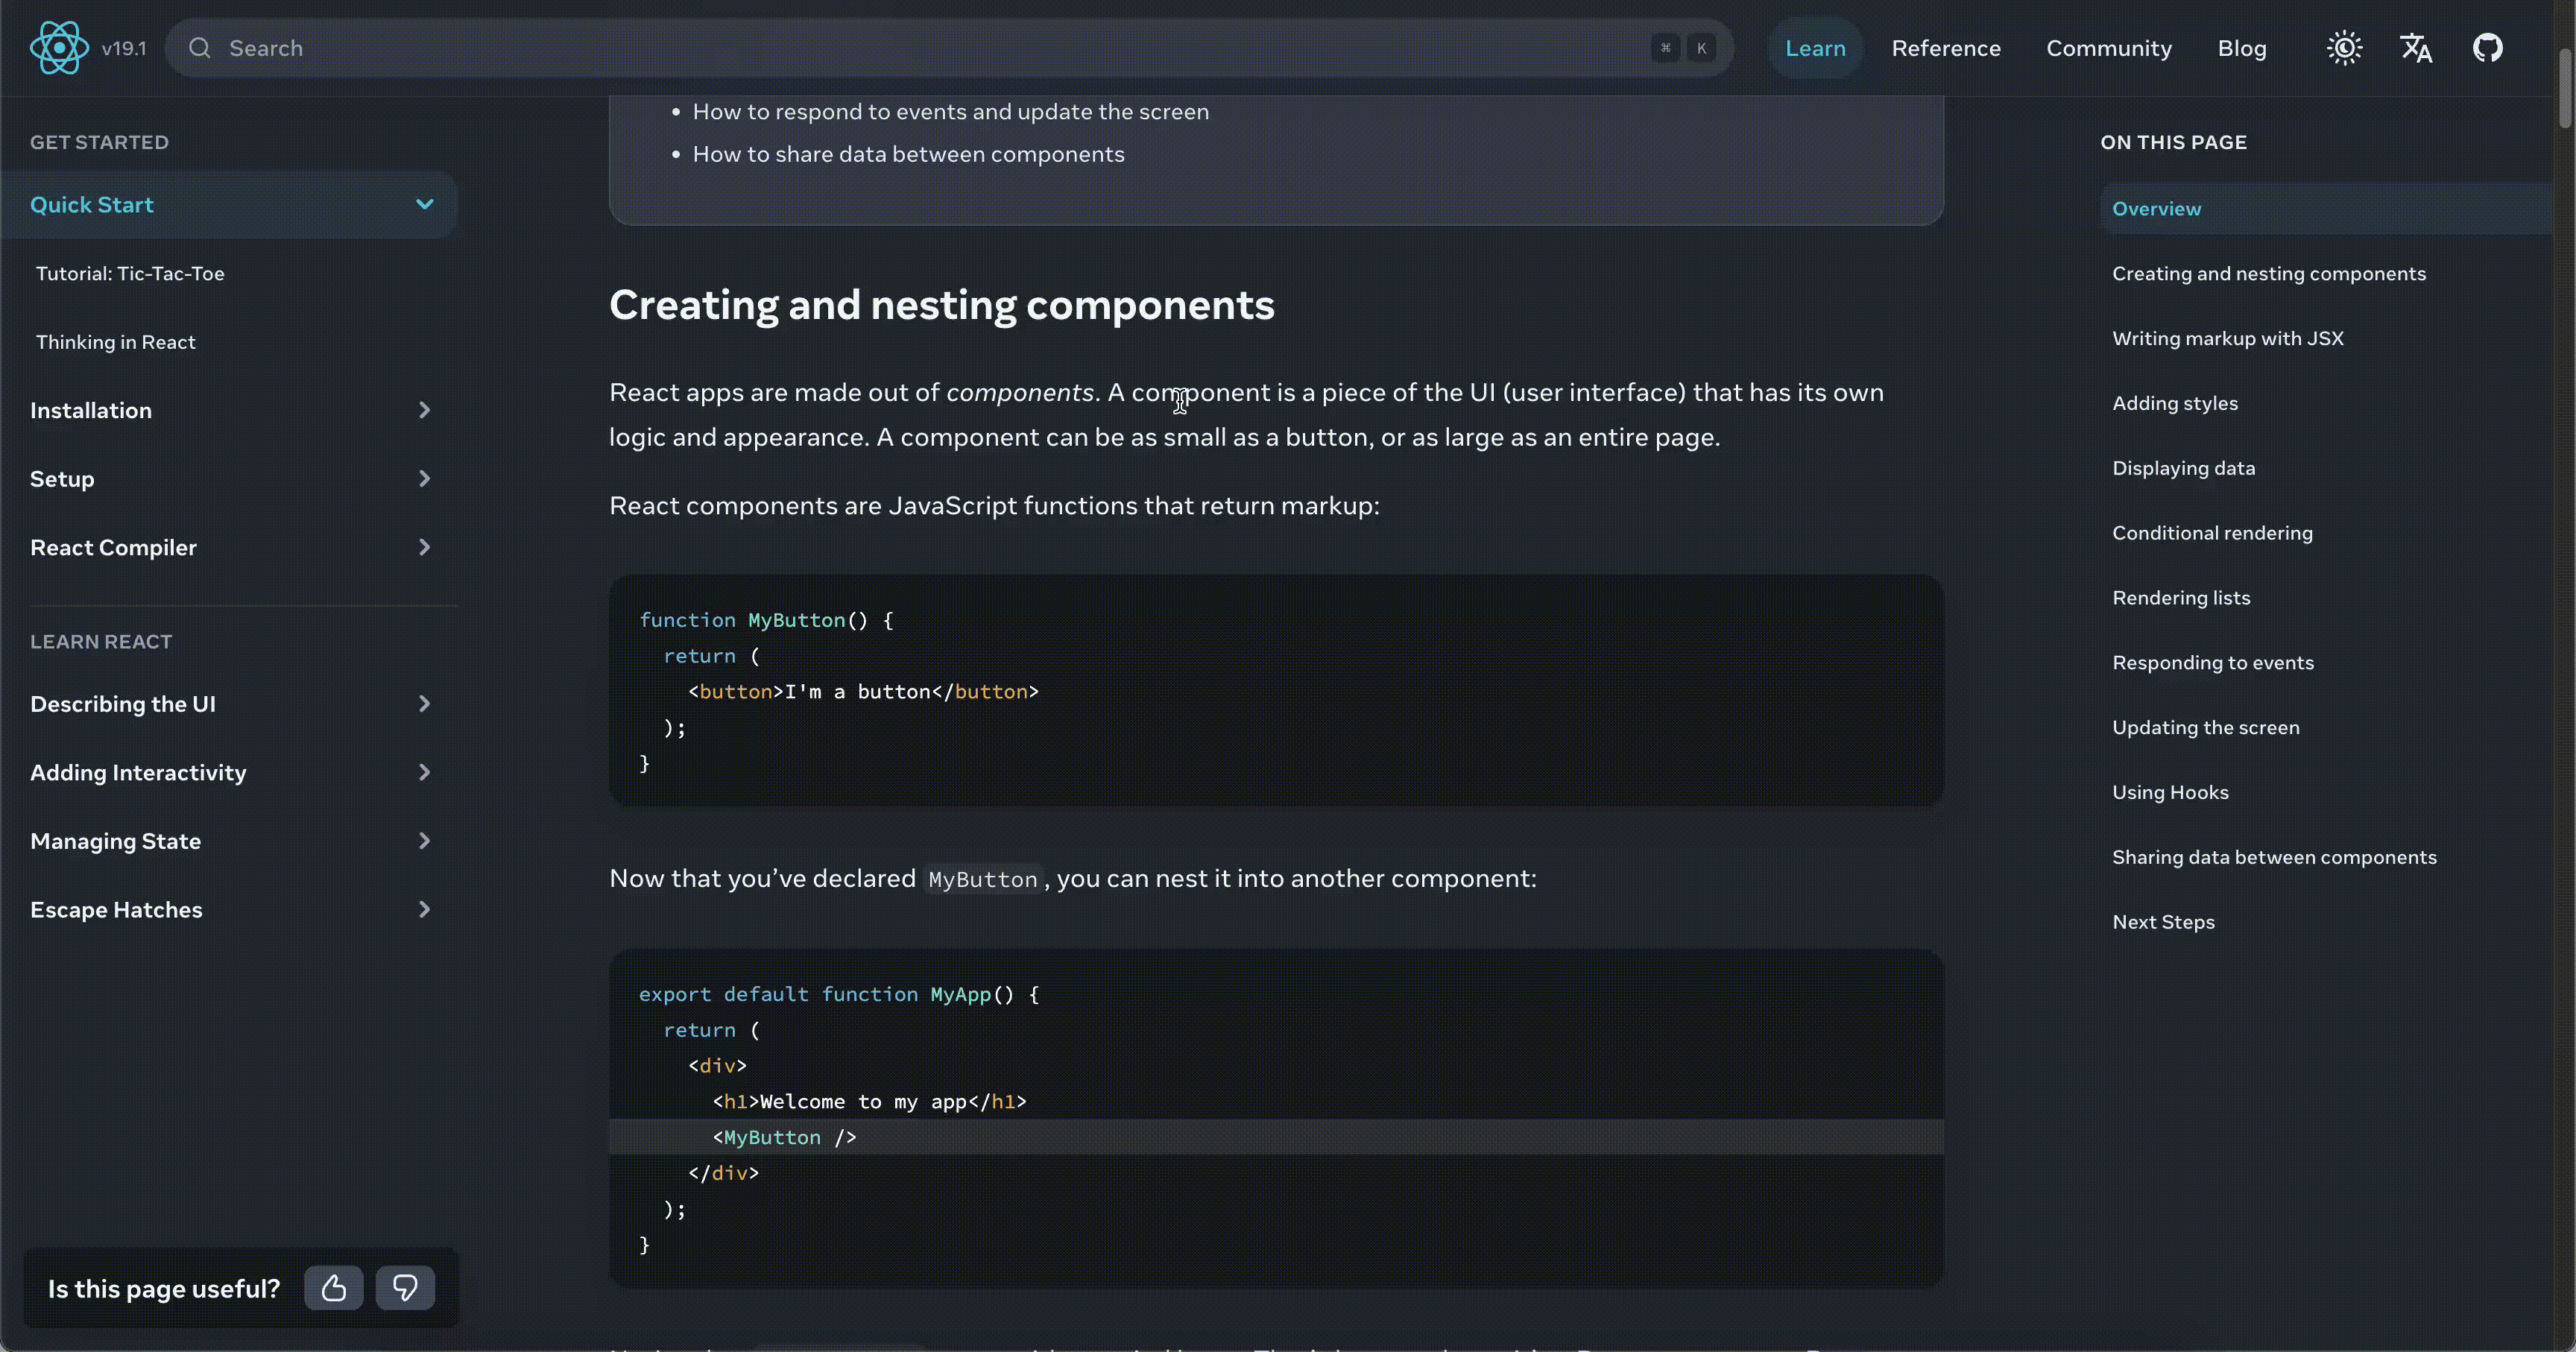 v19.1
Search
⌘ K
Learn
Reference
Community
Blog
GET STARTED
Quick Start
Tutorial: Tic-Tac-Toe
Thinking in React
Installation
Setup
React Compiler
LEARN REACT
Describing the UI
Adding Interactivity
Managing State
Escape Hatches
Is this page useful?
How to respond to events and update the screen
How to share data between components
Creating and nesting components
React apps are made out of components. A component is a piece of the UI (user interface) that has its own
logic and appearance. A component can be as small as a button, or as large as an entire page.
React components are JavaScript functions that return markup:
function MyButton() {
  return (
    <button>I'm a button</button>
  );
}
Now that you’ve declared MyButton, you can nest it into another component:
export default function MyApp() {
  return (
    <div>
      <h1>Welcome to my app</h1>
      <MyButton />
    </div>
  );
}
ON THIS PAGE
Overview
Creating and nesting components
Writing markup with JSX
Adding styles
Displaying data
Conditional rendering
Rendering lists
Responding to events
Updating the screen
Using Hooks
Sharing data between components
Next Steps